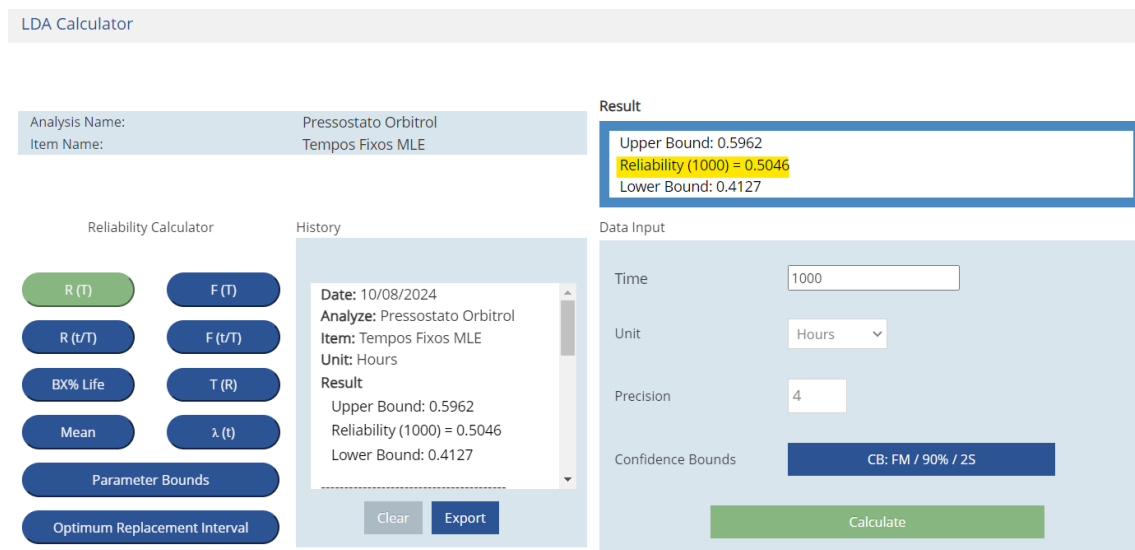 LDA Calculator
Analysis Name: Pressostato Orbitrol
Item Name: Tempos Fixos MLE
Result
Upper Bound: 0.5962
Reliability (1000) = 0.5046
Lower Bound: 0.4127
Reliability Calculator
R (T) F (T)
R (t/T) F (t/T)
BX% Life T (R)
Mean λ (t)
Parameter Bounds
Optimum Replacement Interval
History
Date: 10/08/2024
Analyze: Pressostato Orbitrol
Item: Tempos Fixos MLE
Unit: Hours
Result
Upper Bound: 0.5962
Reliability (1000) = 0.5046
Lower Bound: 0.4127
--------------------------------------
Clear Export
Data Input
Time 1000
Unit Hours
Precision 4
Confidence Bounds CB: FM / 90% / 2S
Calculate